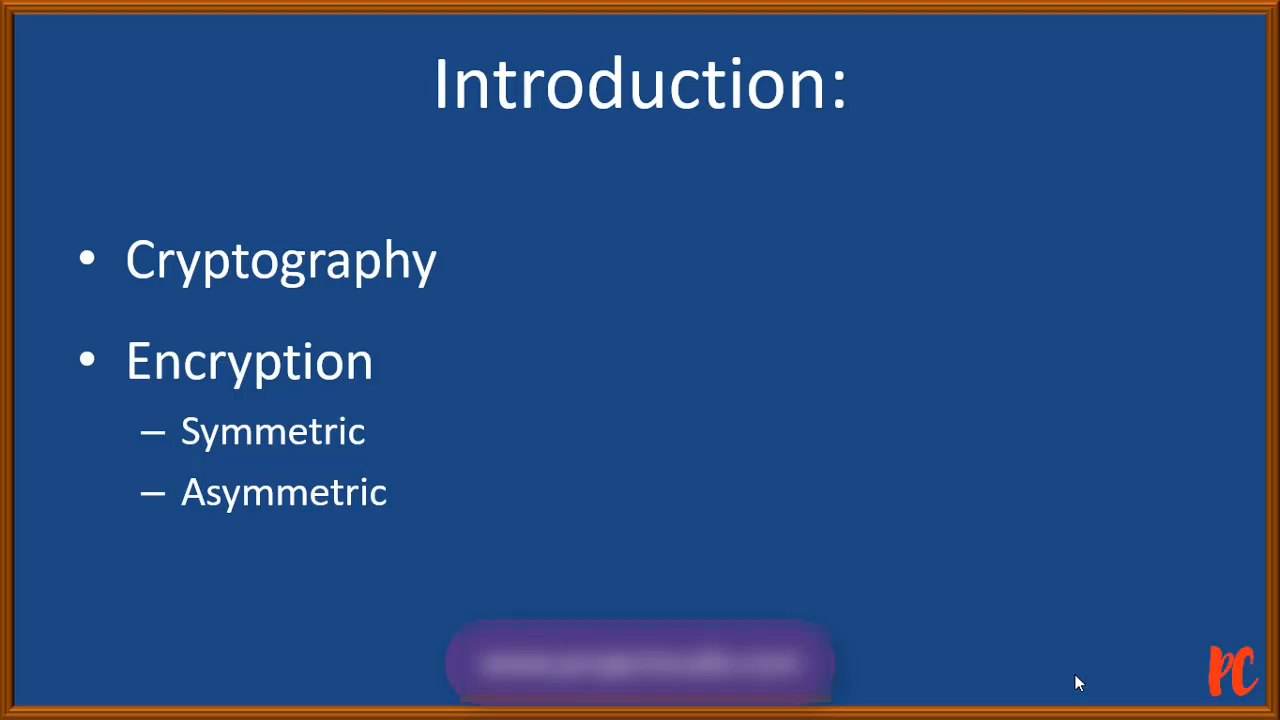 Introduction:
• Cryptography
• Encryption
– Symmetric
– Asymmetric
PC